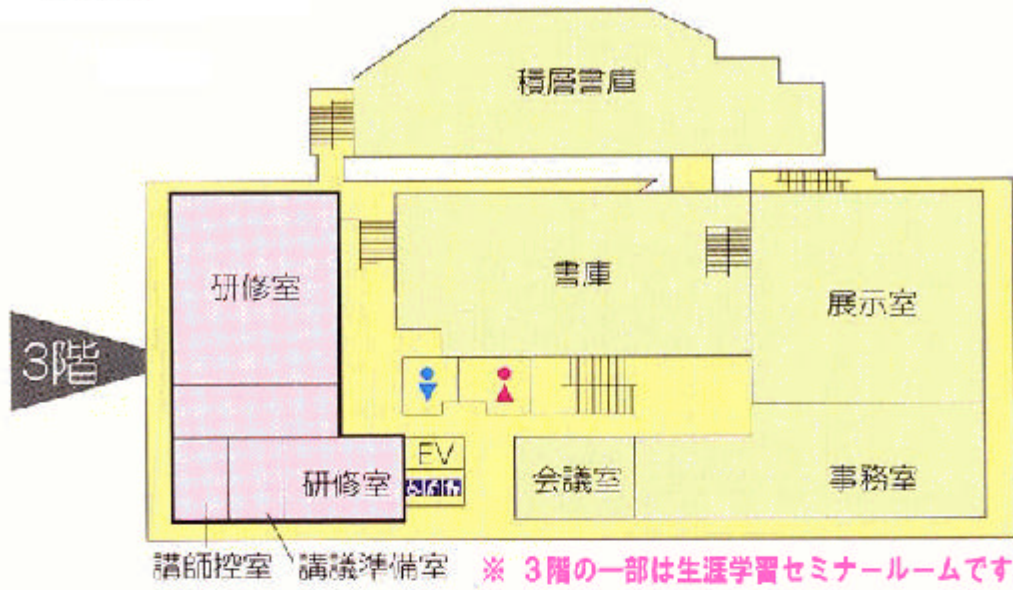 積層書庫
研修室
書庫
展示室
3階
EV
研修室
会議室
事務室
講師控室
講議準備室
※ 3階の一部は生涯学習セミナールームです